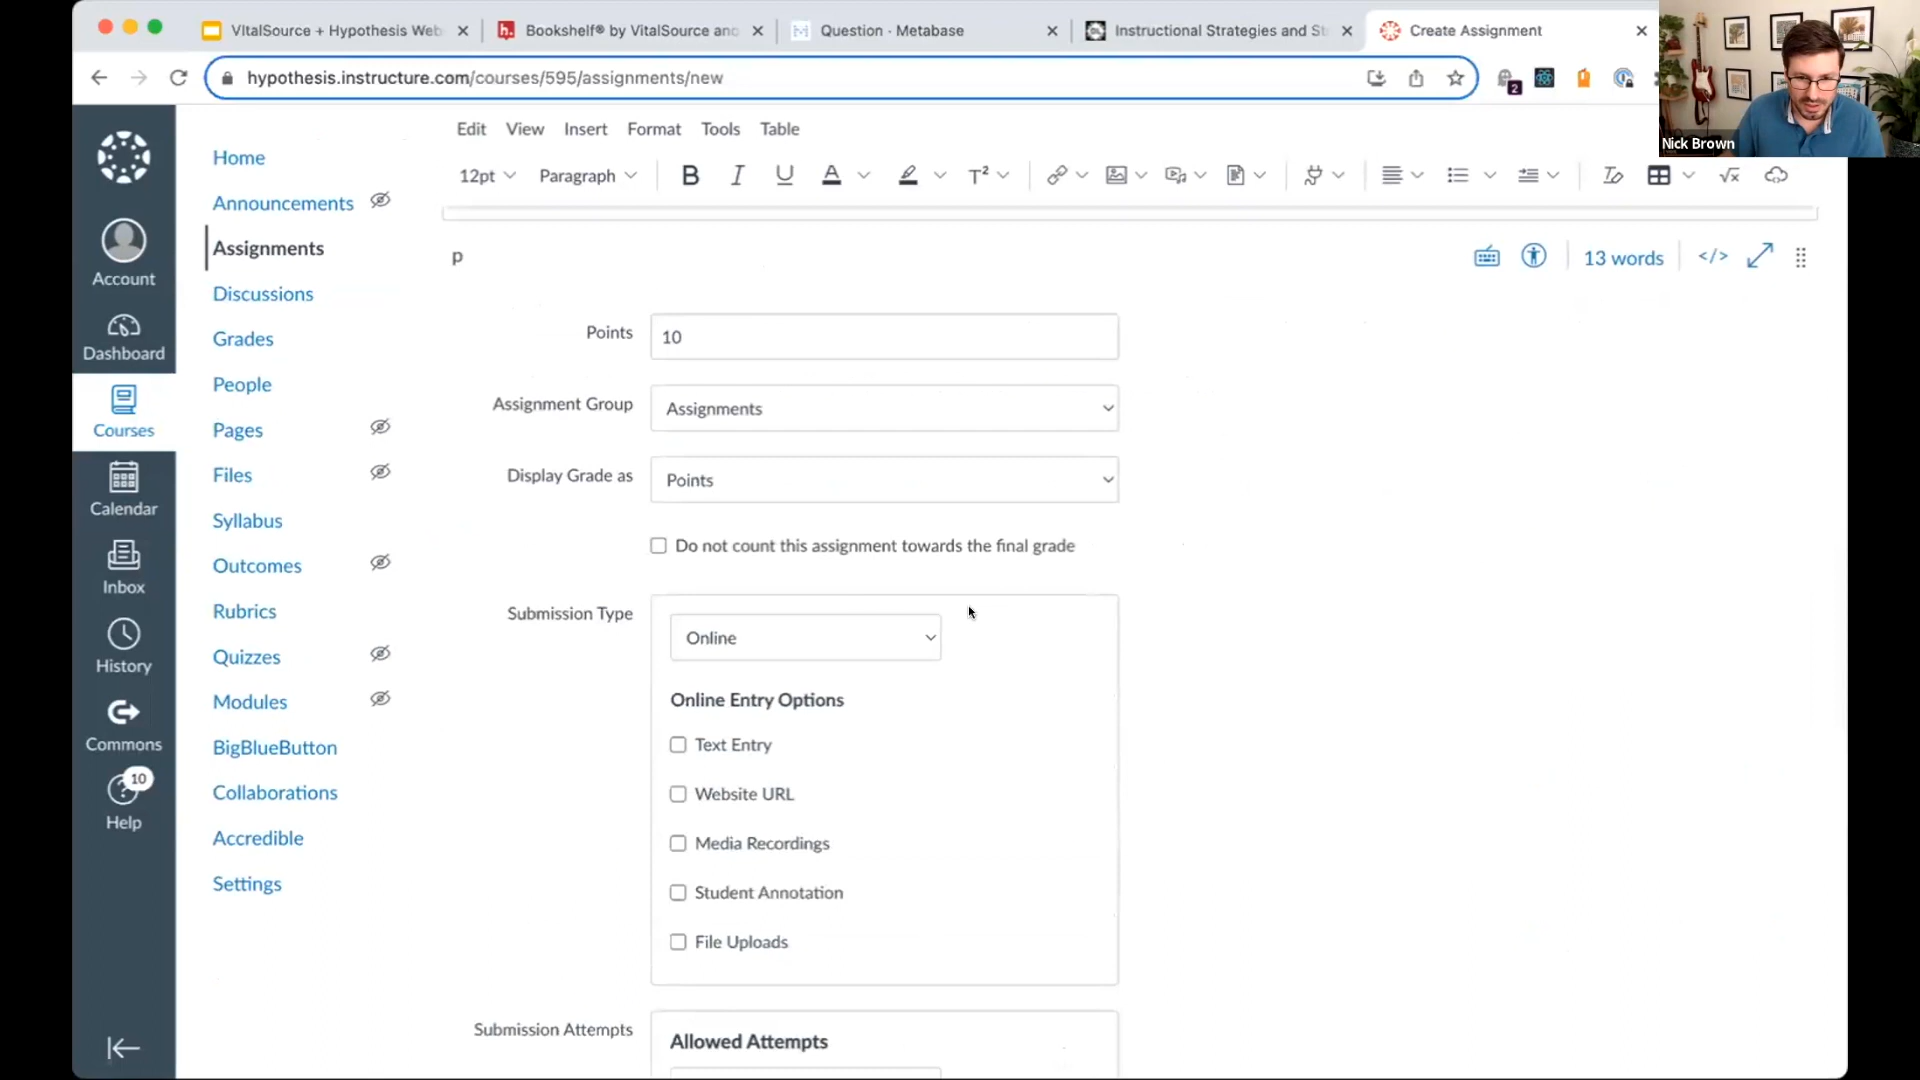 VitalSource + Hypothesis Web
Bookshelf® by VitalSource and
Question · Metabase
Instructional Strategies and St
Create Assignment
hypothesis.instructure.com/courses/595/assignments/new
2
Nick Brown
Edit View Insert Format Tools Table
12pt Paragraph B I U A T²
p
13 words </>
Account
Dashboard
Courses
Calendar
Inbox
History
Commons
10
Help
Home
Announcements
Assignments
Discussions
Grades
People
Pages
Files
Syllabus
Outcomes
Rubrics
Quizzes
Modules
BigBlueButton
Collaborations
Accredible
Settings
Points 10
Assignment Group Assignments
Display Grade as Points
Do not count this assignment towards the final grade
Submission Type
Online
Online Entry Options
Text Entry
Website URL
Media Recordings
Student Annotation
File Uploads
Submission Attempts
Allowed Attempts